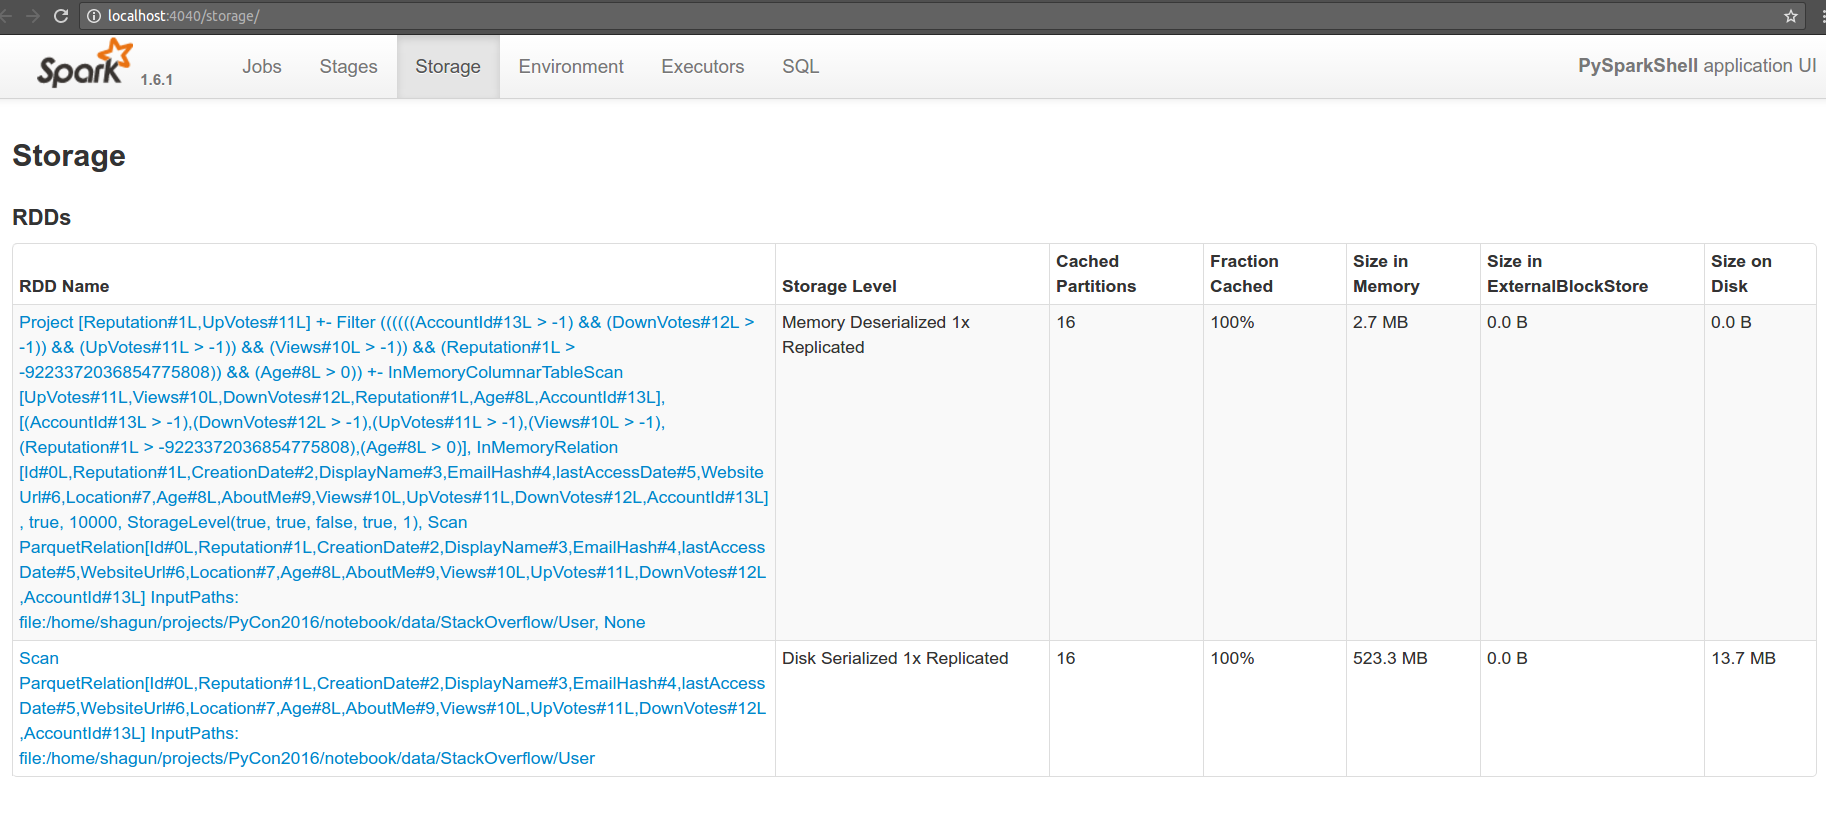 localhost:4040/storage/
Spark 1.6.1
Jobs
Stages
Storage
Environment
Executors
SQL
PySparkShell application UI
Storage
RDDs
RDD Name
Storage Level
Cached
Partitions
Fraction
Cached
Size in
Memory
Size in
ExternalBlockStore
Size on
Disk
Project [Reputation#1L,UpVotes#11L] +- Filter ((((((AccountId#13L > -1) && (DownVotes#12L >
-1)) && (UpVotes#11L > -1)) && (Views#10L > -1)) && (Reputation#1L >
-9223372036854775808)) && (Age#8L > 0)) +- InMemoryColumnarTableScan
[UpVotes#11L,Views#10L,DownVotes#12L,Reputation#1L,Age#8L,AccountId#13L],
[(AccountId#13L > -1),(DownVotes#12L > -1),(UpVotes#11L > -1),(Views#10L > -1),
(Reputation#1L > -9223372036854775808),(Age#8L > 0)], InMemoryRelation
[Id#0L,Reputation#1L,CreationDate#2,DisplayName#3,EmailHash#4,lastAccessDate#5,Website
Url#6,Location#7,Age#8L,AboutMe#9,Views#10L,UpVotes#11L,DownVotes#12L,AccountId#13L]
, true, 10000, StorageLevel(true, true, false, true, 1), Scan
ParquetRelation[Id#0L,Reputation#1L,CreationDate#2,DisplayName#3,EmailHash#4,lastAccess
Date#5,WebsiteUrl#6,Location#7,Age#8L,AboutMe#9,Views#10L,UpVotes#11L,DownVotes#12L
,AccountId#13L] InputPaths:
file:/home/shagun/projects/PyCon2016/notebook/data/StackOverflow/User, None
Memory Deserialized 1x
Replicated
16
100%
2.7 MB
0.0 B
0.0 B
Scan
ParquetRelation[Id#0L,Reputation#1L,CreationDate#2,DisplayName#3,EmailHash#4,lastAccess
Date#5,WebsiteUrl#6,Location#7,Age#8L,AboutMe#9,Views#10L,UpVotes#11L,DownVotes#12L
,AccountId#13L] InputPaths:
file:/home/shagun/projects/PyCon2016/notebook/data/StackOverflow/User
Disk Serialized 1x Replicated
16
100%
523.3 MB
0.0 B
13.7 MB